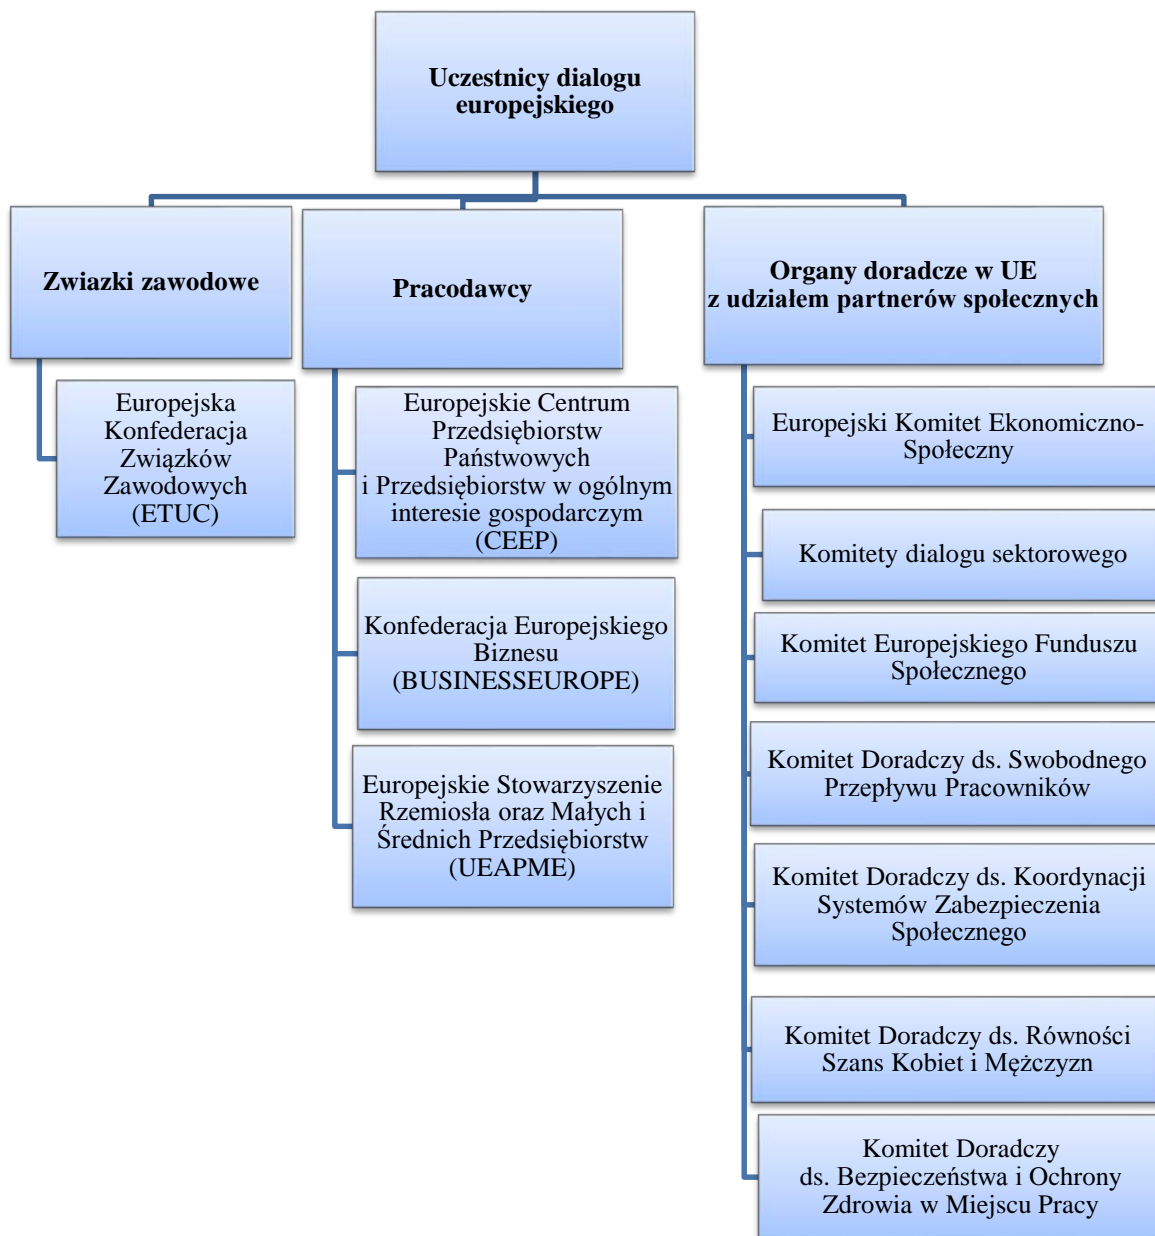 Uczestnicy dialogu
europejskiego
Zwiazki zawodowe
Pracodawcy
Organy doradcze w UE
z udziałem partnerów społecznych
Europejska
Konfederacja
Związków
Zawodowych
(ETUC)
Europejskie Centrum
Przedsiębiorstw
Państwowych
i Przedsiębiorstw w ogólnym
interesie gospodarczym
(CEEP)
Konfederacja Europejskiego
Biznesu
(BUSINESSEUROPE)
Europejskie Stowarzyszenie
Rzemiosła oraz Małych i
Średnich Przedsiębiorstw
(UEAPME)
Europejski Komitet Ekonomiczno-
Społeczny
Komitety dialogu sektorowego
Komitet Europejskiego Funduszu
Społecznego
Komitet Doradczy ds. Swobodnego
Przepływu Pracowników
Komitet Doradczy ds. Koordynacji
Systemów Zabezpieczenia
Społecznego
Komitet Doradczy ds. Równości
Szans Kobiet i Mężczyzn
Komitet Doradczy
ds. Bezpieczeństwa i Ochrony
Zdrowia w Miejscu Pracy